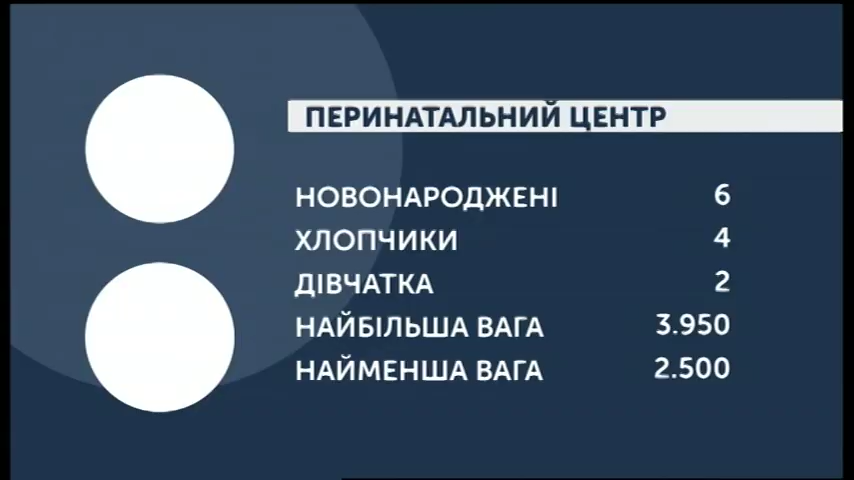 ПЕРИНАТАЛЬНИЙ ЦЕНТР
НОВОНАРОДЖЕНІ 6
ХЛОПЧИКИ 4
ДІВЧАТКА 2
НАЙБІЛЬША ВАГА 3.950
НАЙМЕНША ВАГА 2.500